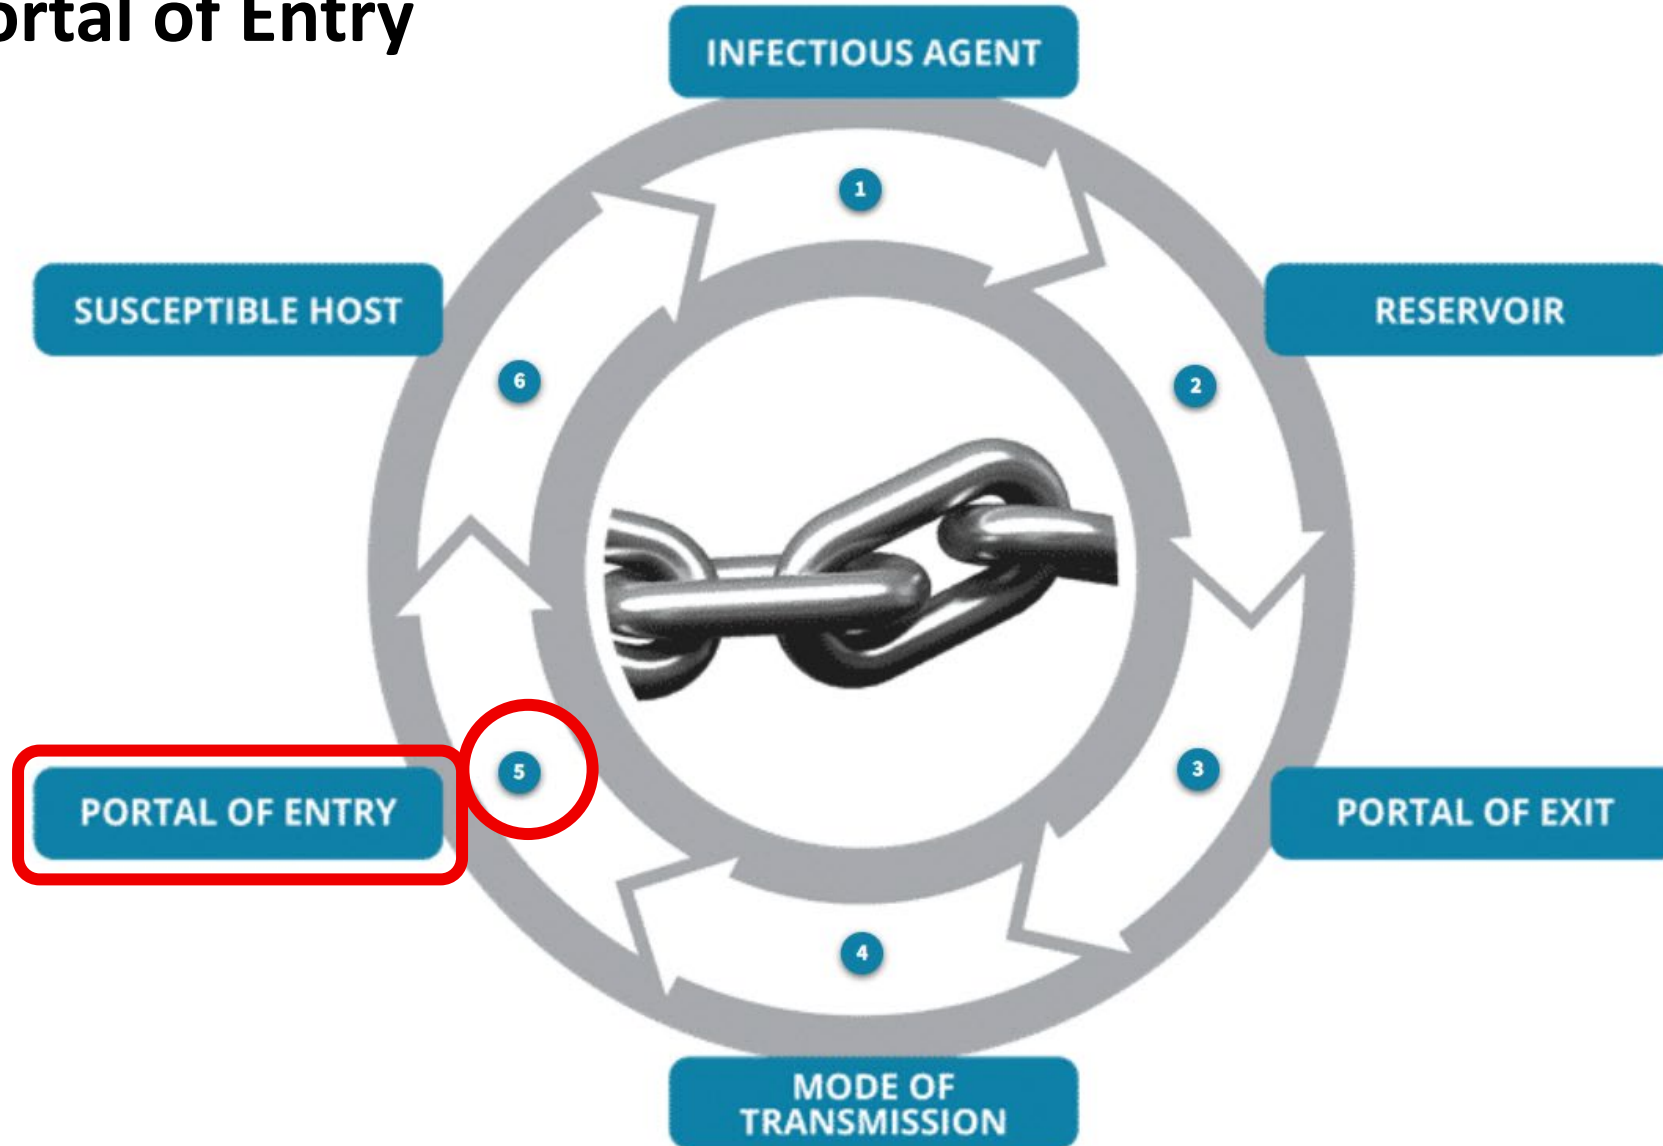 ortal of Entry
INFECTIOUS AGENT
1
SUSCEPTIBLE HOST
RESERVOIR
6
2
5
3
PORTAL OF ENTRY
PORTAL OF EXIT
4
MODE OF
TRANSMISSION